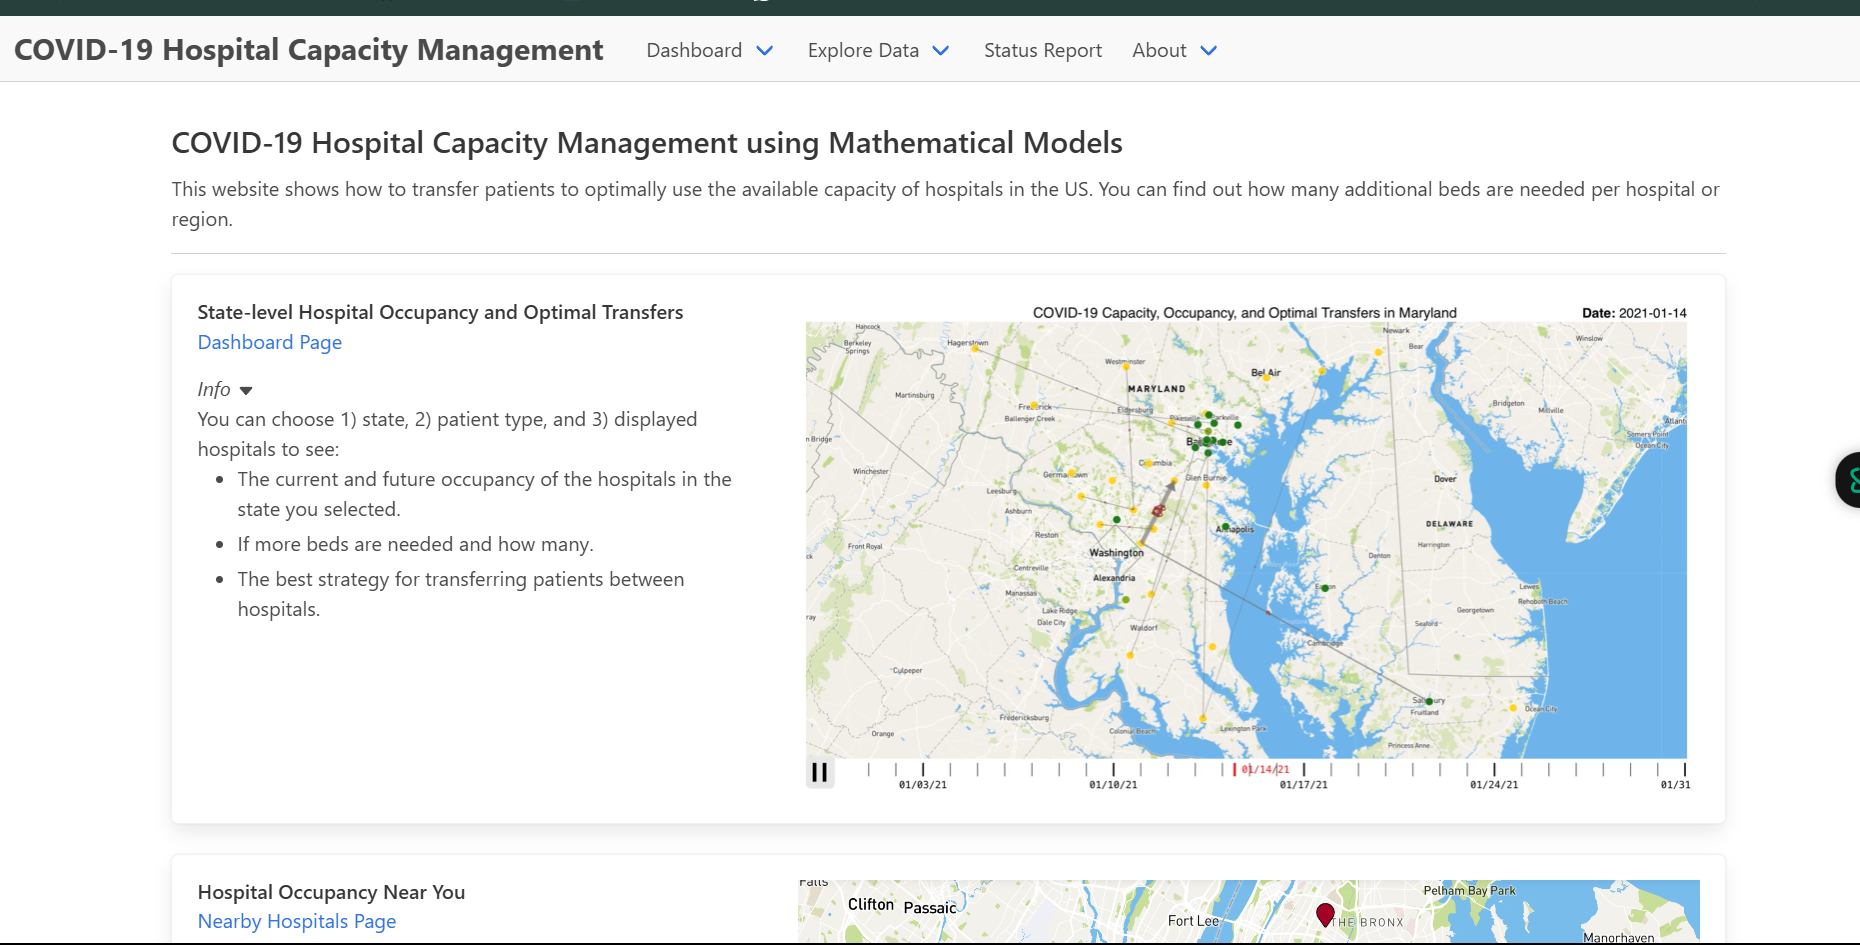 COVID-19 Hospital Capacity Management
Dashboard
Explore Data
Status Report
About
COVID-19 Hospital Capacity Management using Mathematical Models
This website shows how to transfer patients to optimally use the available capacity of hospitals in the US. You can find out how many additional beds are needed per hospital or
region.
State-level Hospital Occupancy and Optimal Transfers
Dashboard Page
Info
You can choose 1) state, 2) patient type, and 3) displayed
hospitals to see:
The current and future occupancy of the hospitals in the
state you selected.
If more beds are needed and how many.
The best strategy for transferring patients between
hospitals.
COVID-19 Capacity, Occupancy, and Optimal Transfers in Maryland
Date: 2021-01-14
Hancock
Berkeley
Springs
Hagerstown
Martinsburg
Westminster
MARYLAND
Bel Air
Newark
Bear
Winslow
Frederick
Ballenger Creek
Eldersburg
Pikesville
Parkville
Bridgeton
Millville
Atlanti
Somers Point
Ocean City
n Bridge
Baltimore
Winchester
Germantown
Columbia
Glen Burnie
Leesburg
Dover
Ashburn
Annapolis
DELAWARE
Reston
Front Royal
Washington
Harrington
Denton
Centreville
Alexandria
Manassas
Easton
Lewes
Rehoboth Beach
Lake Ridge
Georgetown
Dale City
Waldorf
Seaford
Cambridge
ray
Culpeper
Salisbury
Fruitland
Ocean City
Fredericksburg
Orange
Colonial Beach
Lexington Park
Princess Anne
01/03/21
01/10/21
01/14/21
01/17/21
01/24/21
01/31
Hospital Occupancy Near You
Nearby Hospitals Page
Falls
Clifton
Passaic
Fort Lee
THE BRONX
Pelham Bay Park
Manorhaven